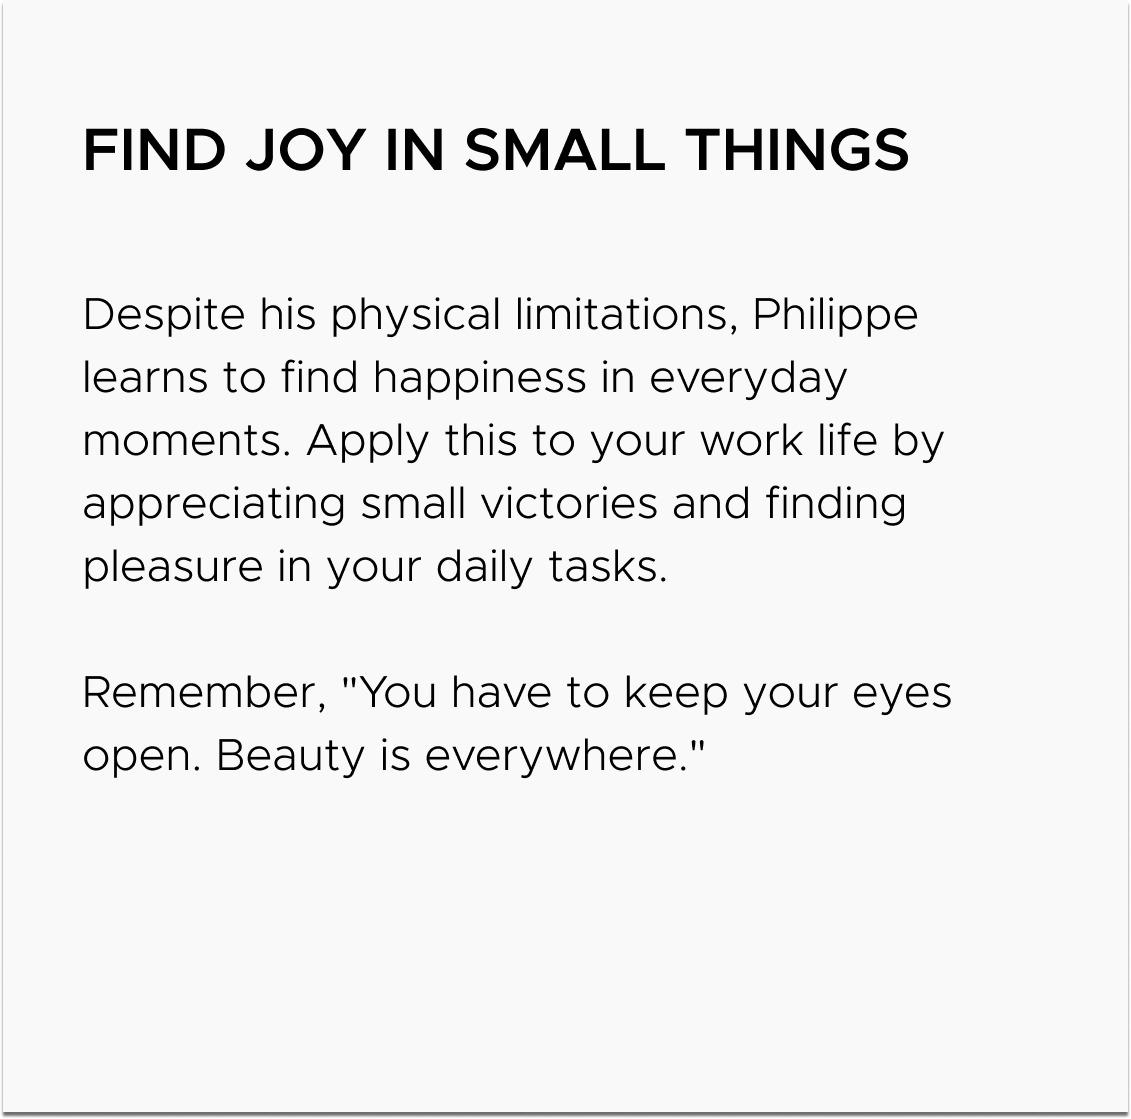 FIND JOY IN SMALL THINGS
Despite his physical limitations, Philippe
learns to find happiness in everyday
moments. Apply this to your work life by
appreciating small victories and finding
pleasure in your daily tasks.
Remember, "You have to keep your eyes
open. Beauty is everywhere."